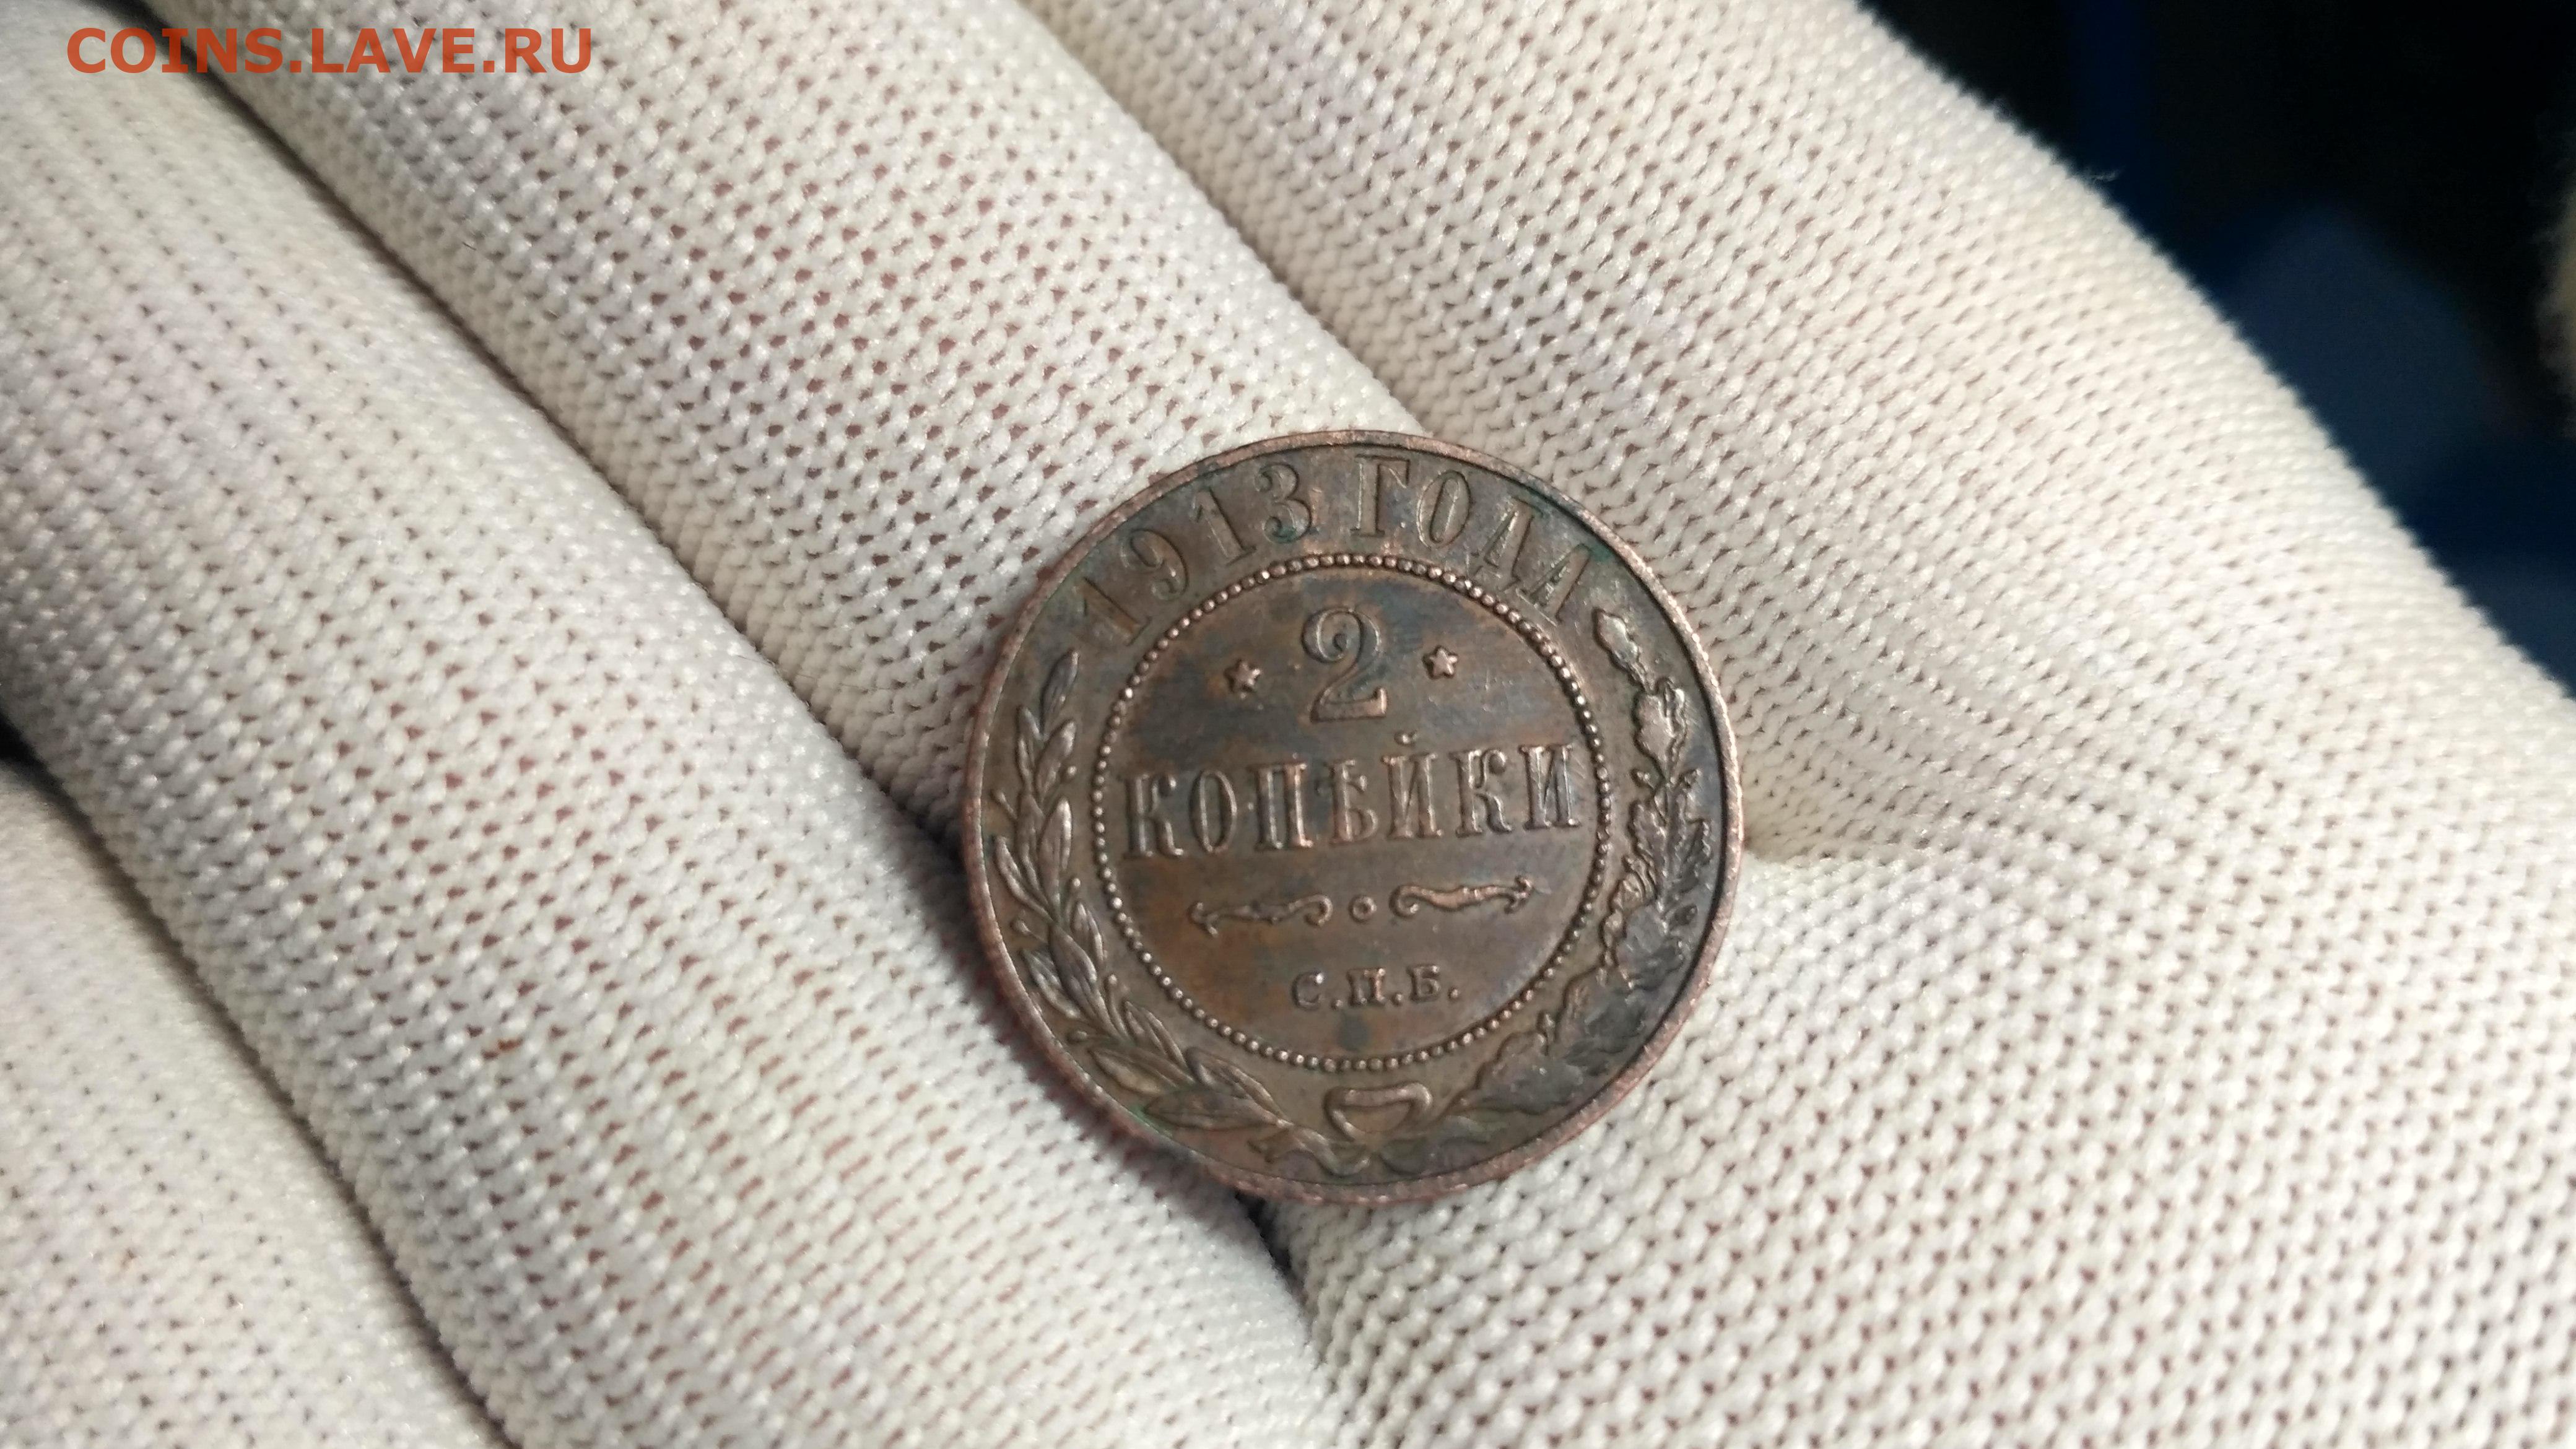 COINS.LAVE.RU
1913 ГОДА
2
КОПѢЙКИ
С.П.Б.